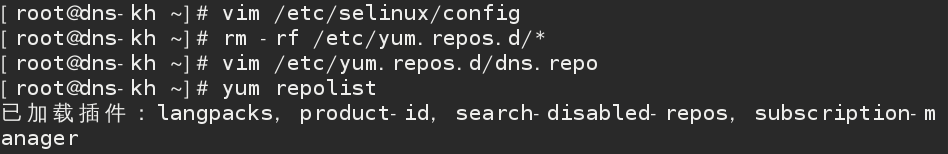 [root@dns-kh ~]# vim /etc/selinux/config
[root@dns-kh ~]# rm -rf /etc/yum.repos.d/*
[root@dns-kh ~]# vim /etc/yum.repos.d/dns.repo
[root@dns-kh ~]# yum repolist
已加载插件：langpacks, product-id, search-disabled-repos, subscription-m
anager